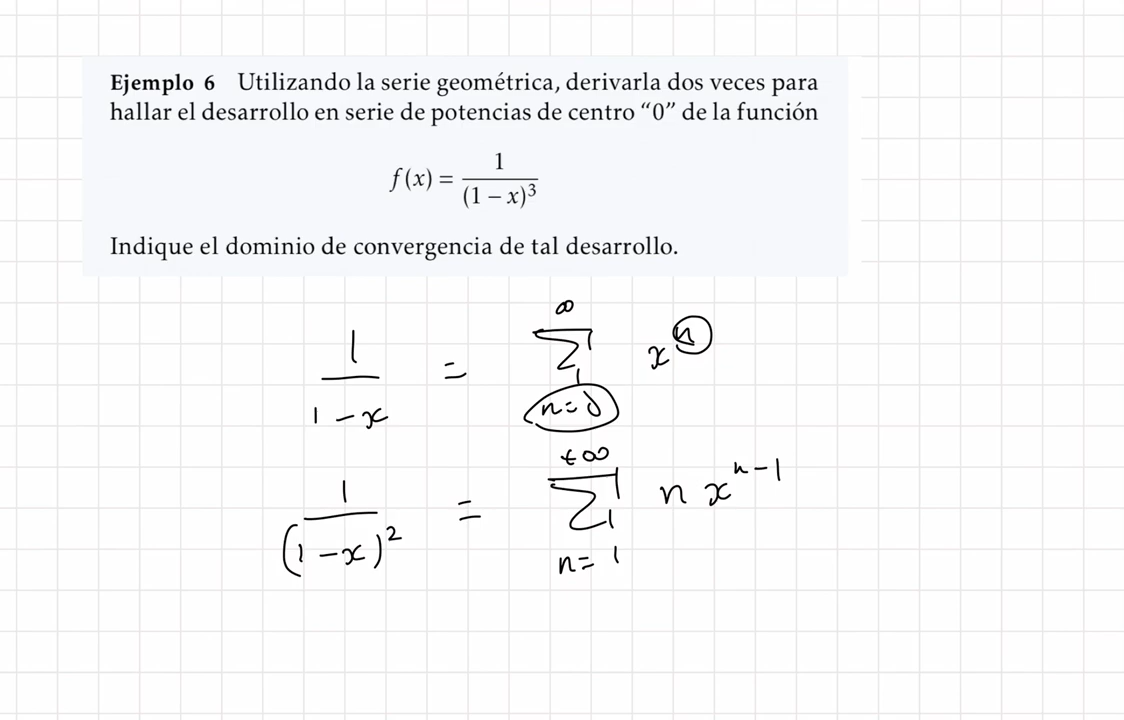 Ejemplo 6 Utilizando la serie geométrica, derivarla dos veces para
hallar el desarrollo en serie de potencias de centro “0” de la función
f(x) = 1/(1 − x)³
Indique el dominio de convergencia de tal desarrollo.
1/(1−x) = ∑_{n=0}^{∞} xⁿ
1/(1−x)² = ∑_{n=1}^{+∞} n xⁿ⁻¹